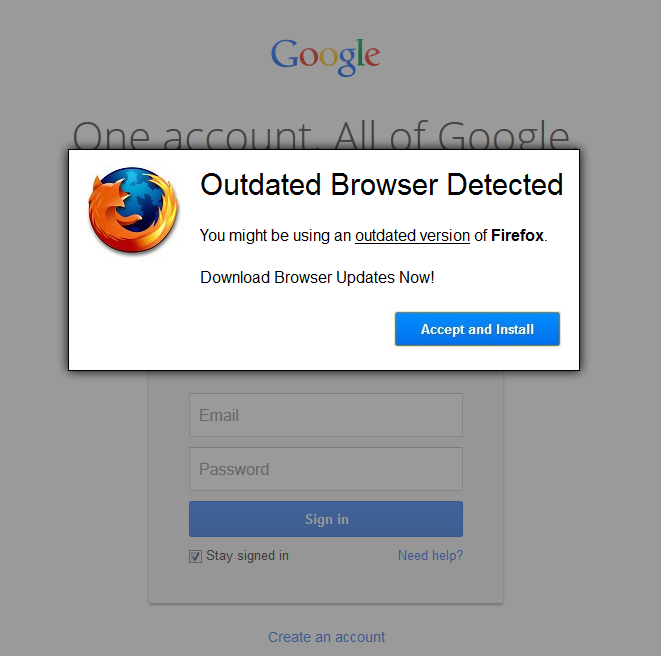 Google
One account. All of Google
Outdated Browser Detected
You might be using an outdated version of Firefox.
Download Browser Updates Now!
Accept and Install
Email
Password
Sign in
Stay signed in Need help?
Create an account